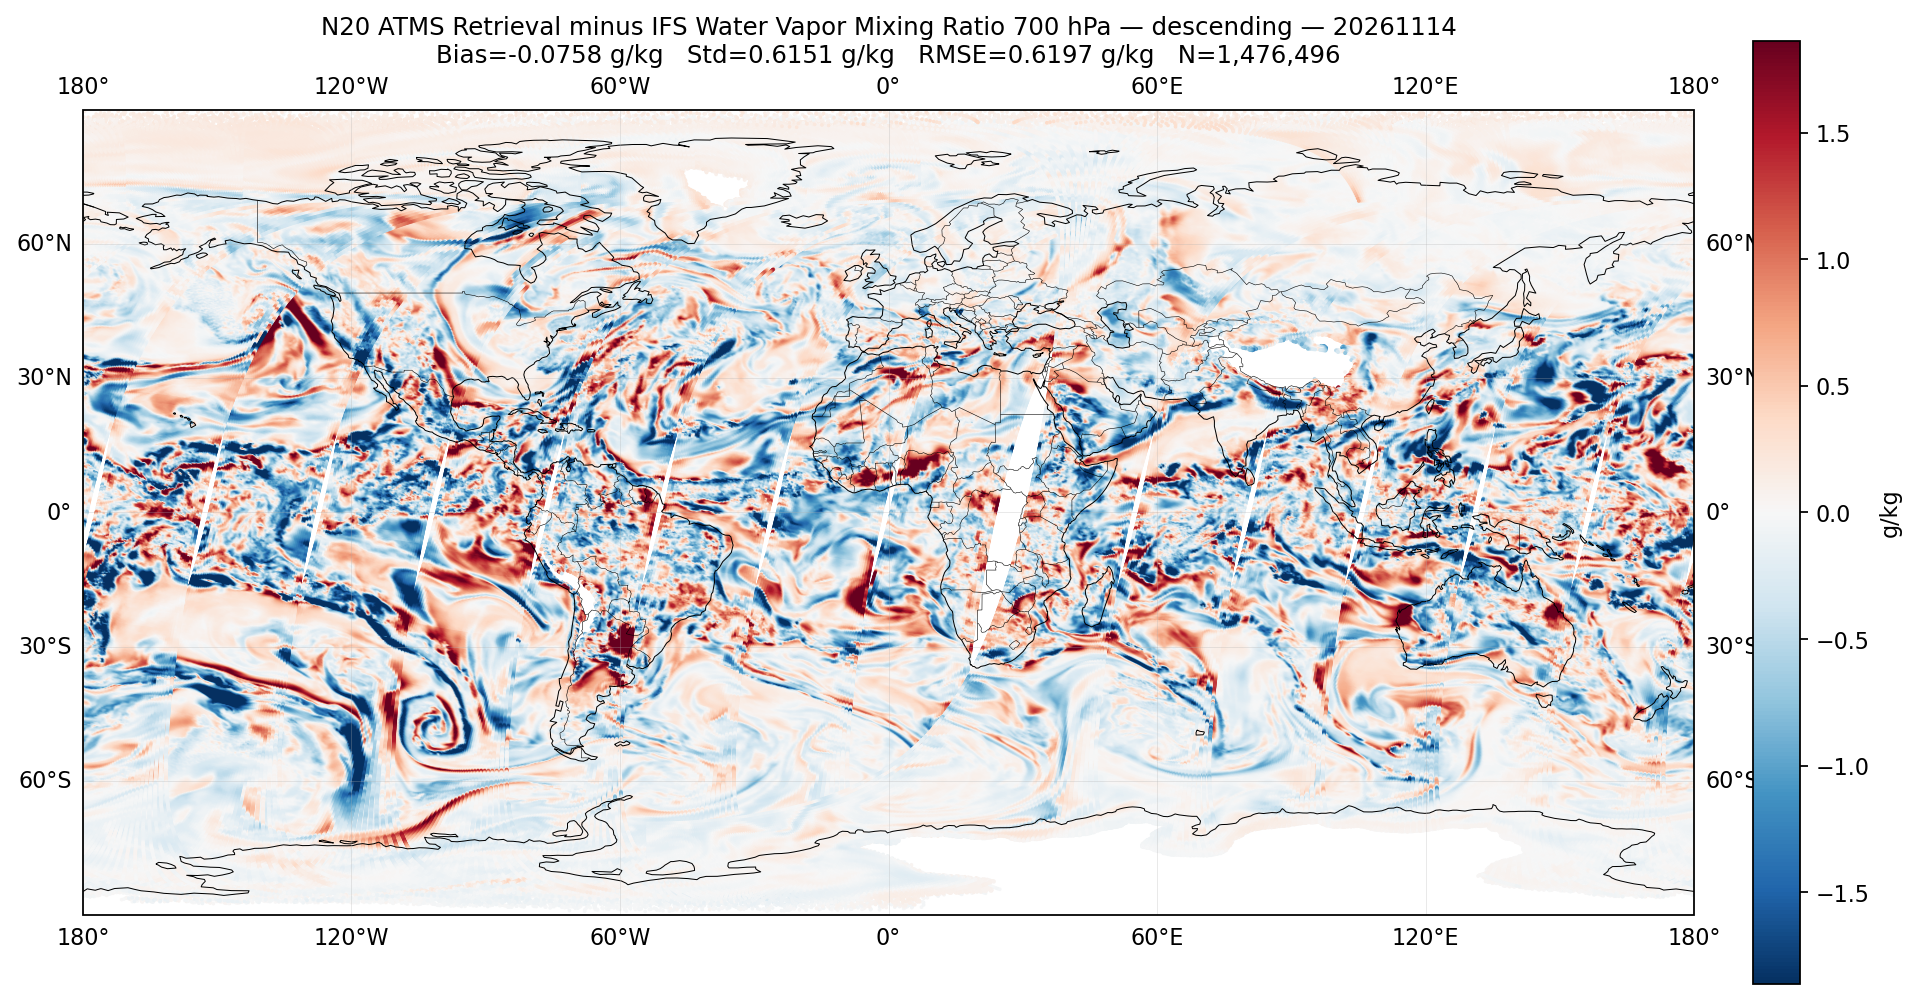 N20 ATMS Retrieval minus IFS Water Vapor Mixing Ratio 700 hPa — descending — 20261114
Bias=-0.0758 g/kg Std=0.6151 g/kg RMSE=0.6197 g/kg N=1,476,496
180° 120°W 60°W 0° 60°E 120°E 180°
60°N 60°N
30°N 30°N
0° 0°
30°S 30°S
60°S 60°S
180° 120°W 60°W 0° 60°E 120°E 180°
1.5
1.0
0.5
0.0
−0.5
−1.0
−1.5
g/kg